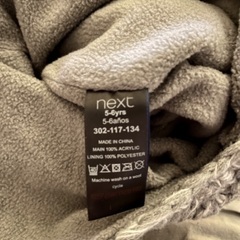 next
5-6yrs
5-6años
302-117-134
MADE IN CHINA
MAIN 100% ACRYLIC
LINING 100% POLYESTER
Machine wash on a wool
cycle